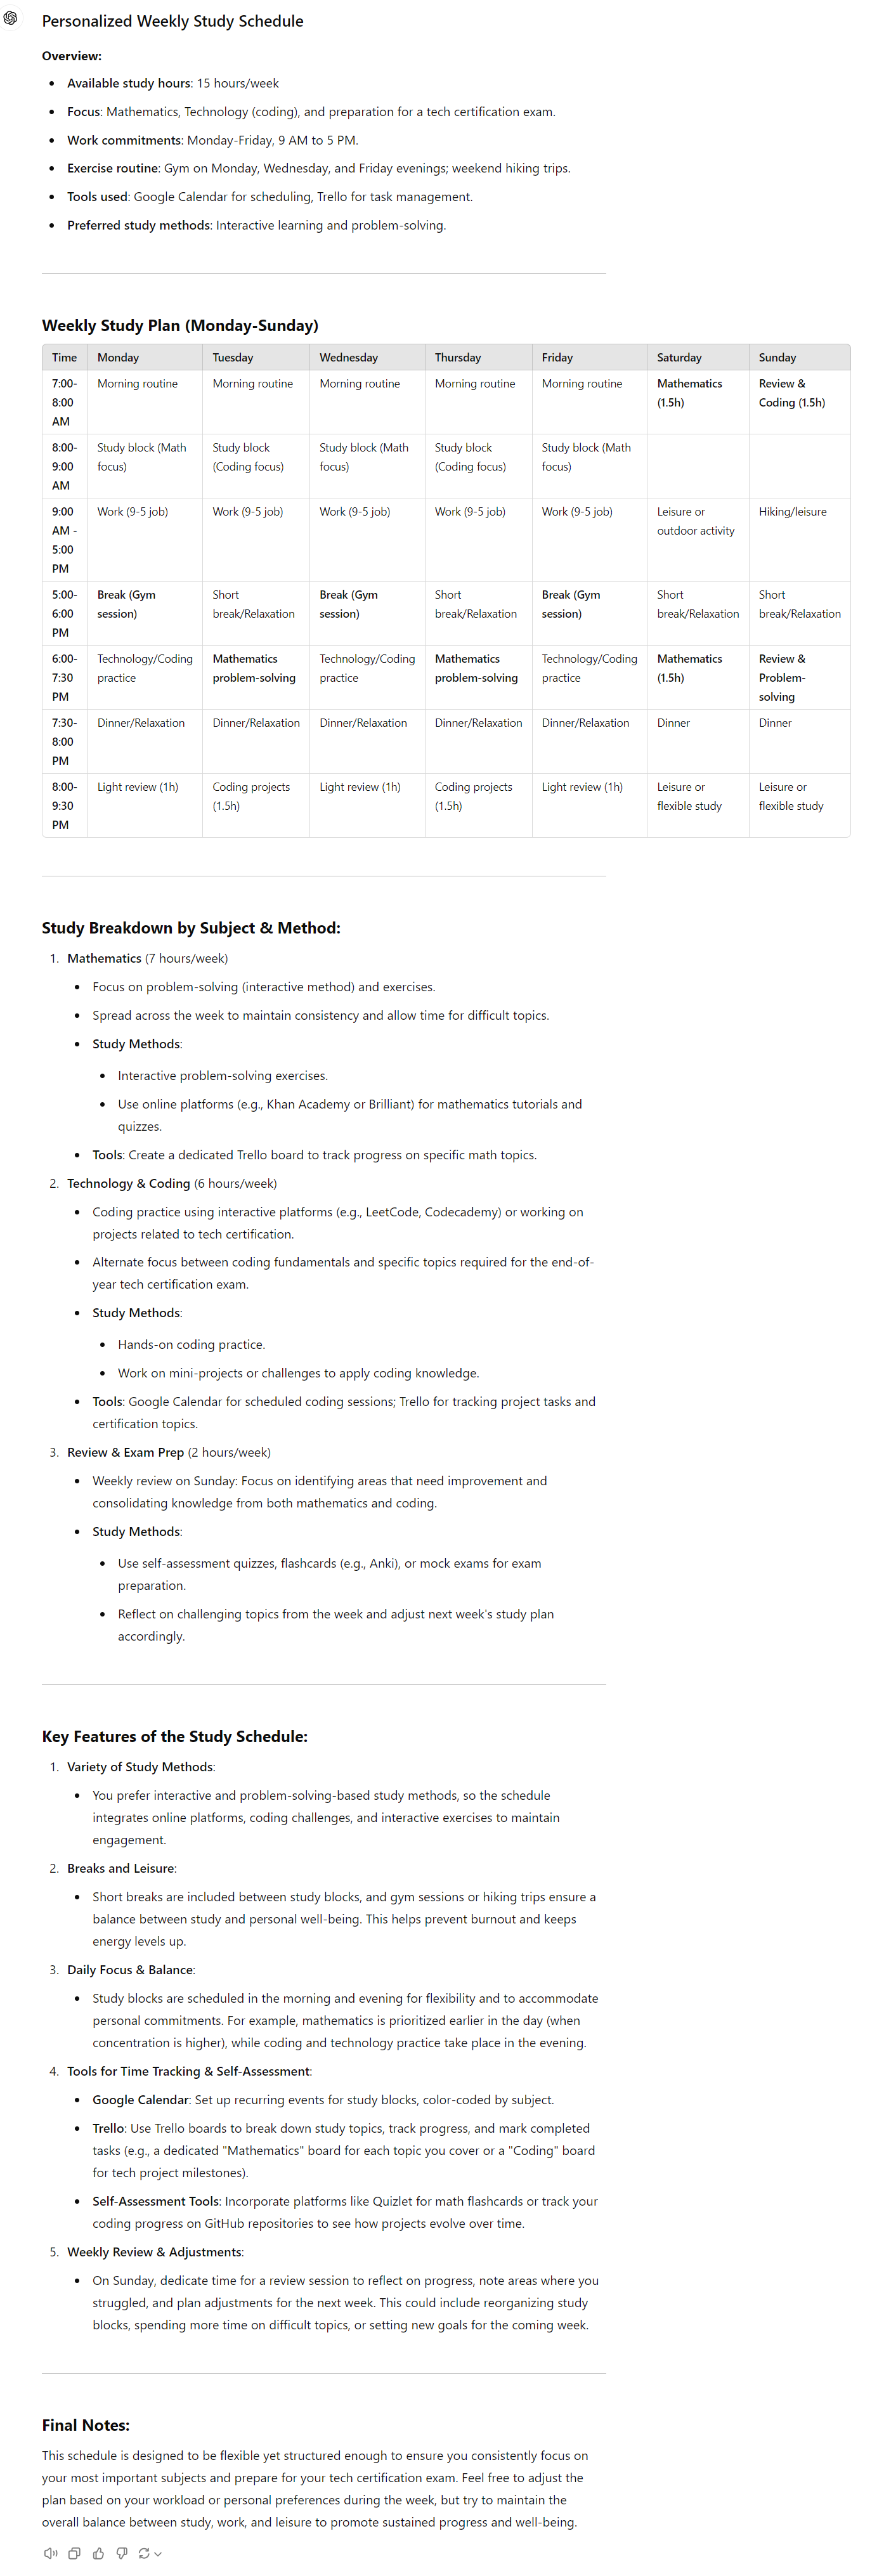 Personalized Weekly Study Schedule
Overview:
• Available study hours: 15 hours/week
• Focus: Mathematics, Technology (coding), and preparation for a tech certification exam.
• Work commitments: Monday-Friday, 9 AM to 5 PM.
• Exercise routine: Gym on Monday, Wednesday, and Friday evenings; weekend hiking trips.
• Tools used: Google Calendar for scheduling, Trello for task management.
• Preferred study methods: Interactive learning and problem-solving.
Weekly Study Plan (Monday-Sunday)
Time Monday Tuesday Wednesday Thursday Friday Saturday Sunday
7:00- Morning routine Morning routine Morning routine Morning routine Morning routine Mathematics Review &
8:00 (1.5h) Coding (1.5h)
AM
8:00- Study block (Math Study block Study block (Math Study block Study block (Math
9:00 focus) (Coding focus) focus) (Coding focus) focus)
AM
9:00 Work (9-5 job) Work (9-5 job) Work (9-5 job) Work (9-5 job) Work (9-5 job) Leisure or Hiking/leisure
AM - outdoor activity
5:00
PM
5:00- Break (Gym Short Break (Gym Short Break (Gym Short Short
6:00 session) break/Relaxation session) break/Relaxation session) break/Relaxation break/Relaxation
PM
6:00- Technology/Coding Mathematics Technology/Coding Mathematics Technology/Coding Mathematics Review &
7:30 practice problem-solving practice problem-solving practice (1.5h) Problem-
PM solving
7:30- Dinner/Relaxation Dinner/Relaxation Dinner/Relaxation Dinner/Relaxation Dinner/Relaxation Dinner Dinner
8:00
PM
8:00- Light review (1h) Coding projects Light review (1h) Coding projects Light review (1h) Leisure or Leisure or
9:30 (1.5h) (1.5h) flexible study flexible study
PM
Study Breakdown by Subject & Method:
1. Mathematics (7 hours/week)
• Focus on problem-solving (interactive method) and exercises.
• Spread across the week to maintain consistency and allow time for difficult topics.
• Study Methods:
• Interactive problem-solving exercises.
• Use online platforms (e.g., Khan Academy or Brilliant) for mathematics tutorials and
quizzes.
• Tools: Create a dedicated Trello board to track progress on specific math topics.
2. Technology & Coding (6 hours/week)
• Coding practice using interactive platforms (e.g., LeetCode, Codecademy) or working on
projects related to tech certification.
• Alternate focus between coding fundamentals and specific topics required for the end-of-
year tech certification exam.
• Study Methods:
• Hands-on coding practice.
• Work on mini-projects or challenges to apply coding knowledge.
• Tools: Google Calendar for scheduled coding sessions; Trello for tracking project tasks and
certification topics.
3. Review & Exam Prep (2 hours/week)
• Weekly review on Sunday: Focus on identifying areas that need improvement and
consolidating knowledge from both mathematics and coding.
• Study Methods:
• Use self-assessment quizzes, flashcards (e.g., Anki), or mock exams for exam
preparation.
• Reflect on challenging topics from the week and adjust next week's study plan
accordingly.
Key Features of the Study Schedule:
1. Variety of Study Methods:
• You prefer interactive and problem-solving-based study methods, so the schedule
integrates online platforms, coding challenges, and interactive exercises to maintain
engagement.
2. Breaks and Leisure:
• Short breaks are included between study blocks, and gym sessions or hiking trips ensure a
balance between study and personal well-being. This helps prevent burnout and keeps
energy levels up.
3. Daily Focus & Balance:
• Study blocks are scheduled in the morning and evening for flexibility and to accommodate
personal commitments. For example, mathematics is prioritized earlier in the day (when
concentration is higher), while coding and technology practice take place in the evening.
4. Tools for Time Tracking & Self-Assessment:
• Google Calendar: Set up recurring events for study blocks, color-coded by subject.
• Trello: Use Trello boards to break down study topics, track progress, and mark completed
tasks (e.g., a dedicated "Mathematics" board for each topic you cover or a "Coding" board
for tech project milestones).
• Self-Assessment Tools: Incorporate platforms like Quizlet for math flashcards or track your
coding progress on GitHub repositories to see how projects evolve over time.
5. Weekly Review & Adjustments:
• On Sunday, dedicate time for a review session to reflect on progress, note areas where you
struggled, and plan adjustments for the next week. This could include reorganizing study
blocks, spending more time on difficult topics, or setting new goals for the coming week.
Final Notes:
This schedule is designed to be flexible yet structured enough to ensure you consistently focus on
your most important subjects and prepare for your tech certification exam. Feel free to adjust the
plan based on your workload or personal preferences during the week, but try to maintain the
overall balance between study, work, and leisure to promote sustained progress and well-being.